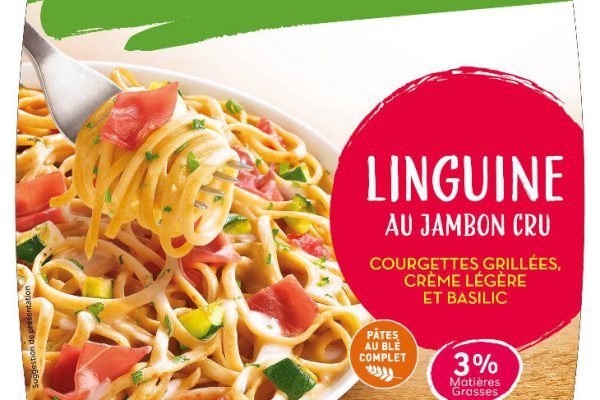 LINGUINE
AU JAMBON CRU
COURGETTES GRILLÉES,
CRÈME LÉGÈRE
ET BASILIC
PÂTES
AU BLÉ
COMPLET
3%
Matières
Grasses
Suggestion de présentation